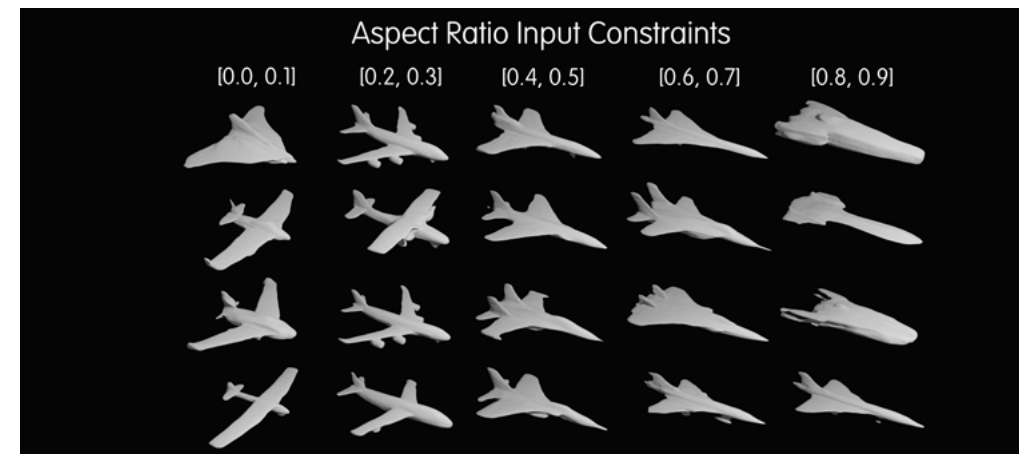 Aspect Ratio Input Constraints
[0.0, 0.1] [0.2, 0.3] [0.4, 0.5] [0.6, 0.7] [0.8, 0.9]